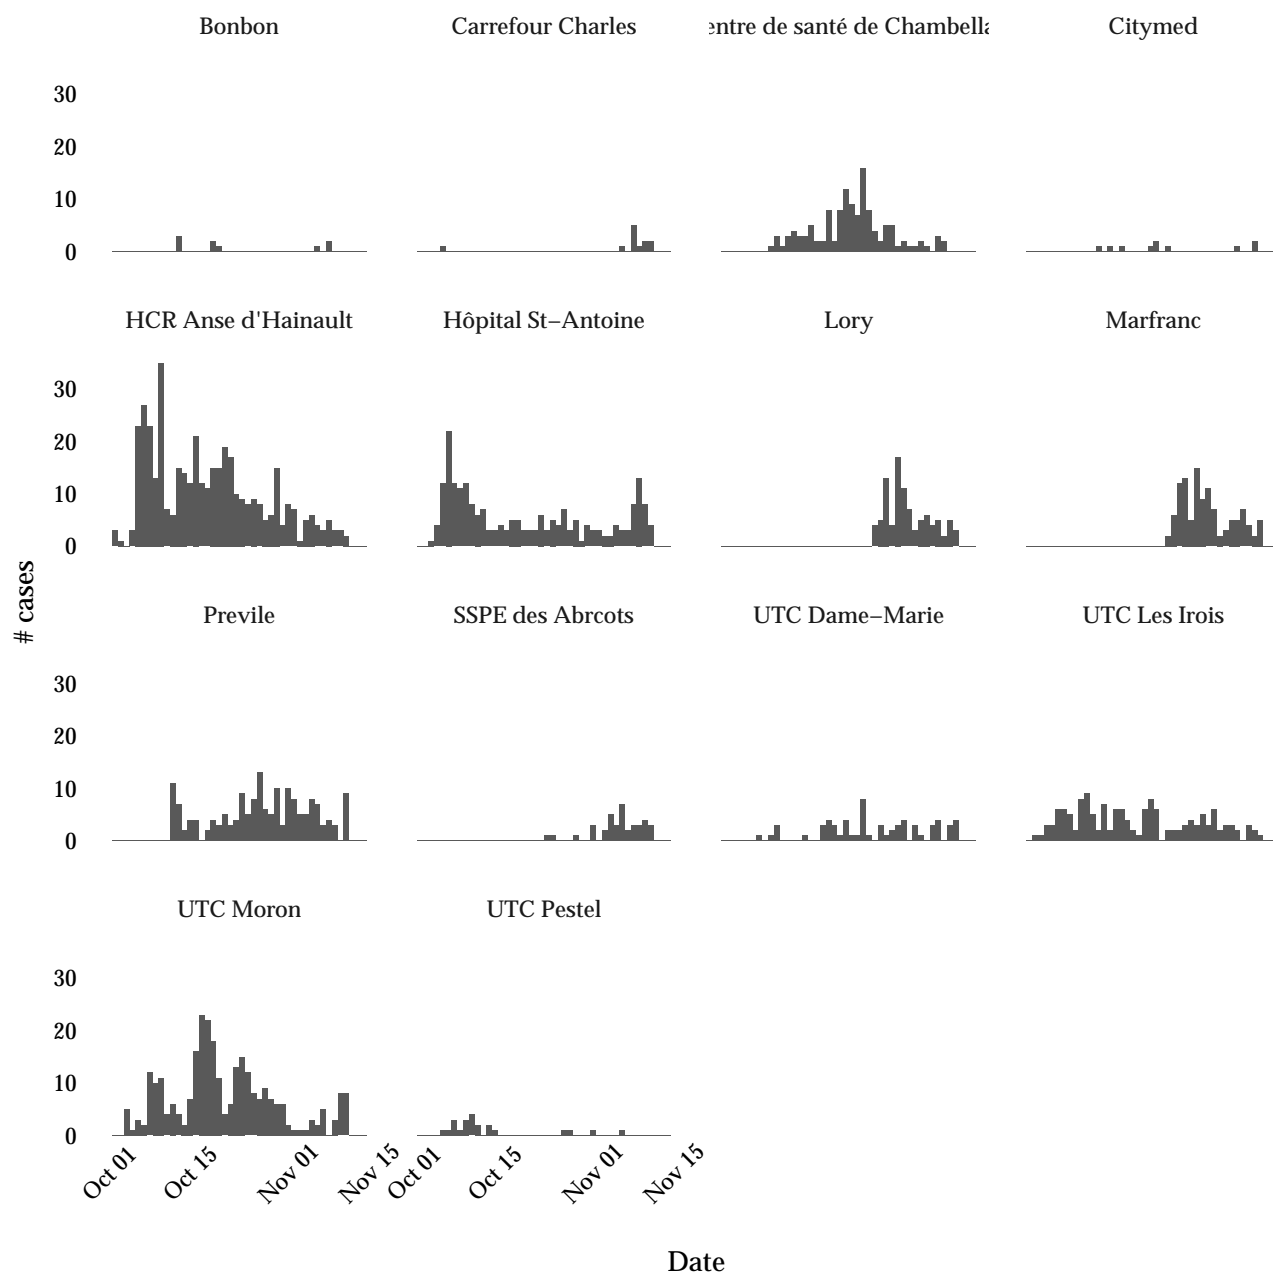 Bonbon
Carrefour Charles
entre de santé de Chambella
Citymed
30
20
10
0
HCR Anse d'Hainault
Hôpital St−Antoine
Lory
Marfranc
30
20
10
0
# cases
Previle
SSPE des Abrcots
UTC Dame−Marie
UTC Les Irois
30
20
10
0
UTC Moron
UTC Pestel
30
20
10
0
Oct 01
Oct 15
Nov 01
Nov 15
Oct 01
Oct 15
Nov 01
Nov 15
Date